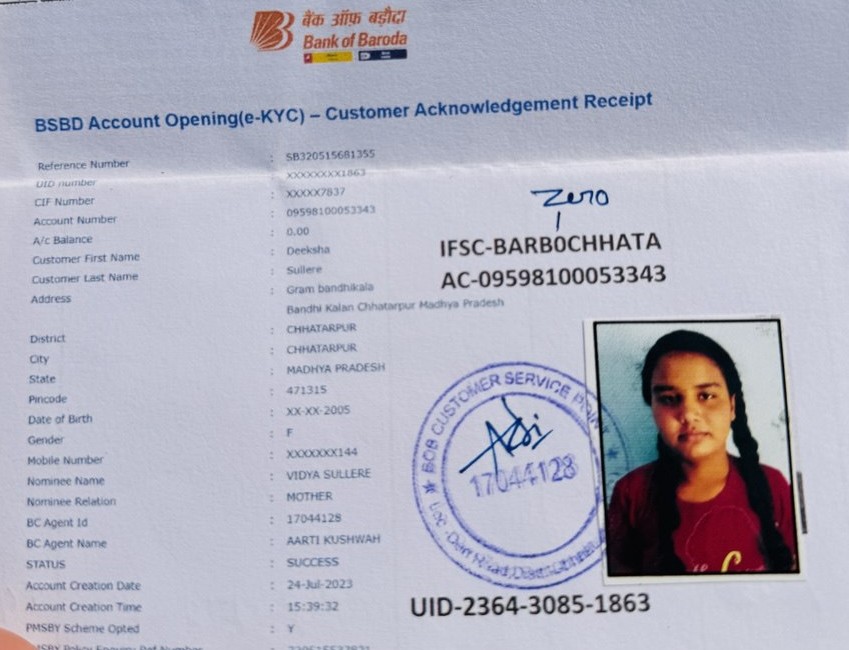 बैंक ऑफ़ बड़ौदा
Bank of Baroda
BSBD Account Opening(e-KYC) – Customer Acknowledgement Receipt
Reference Number : SB320515681355
UID number XXXXXXXX1863
CIF Number : XXXXX7837
Account Number : 09598100053343
A/c Balance : 0.00
Customer First Name : Deeksha
Customer Last Name : Sullere
Address : Gram bandhikala
Bandhi Kalan Chhatarpur Madhya Pradesh
Zero
IFSC-BARB0CHHATA
AC-09598100053343
District : CHHATARPUR
City : CHHATARPUR
State : MADHYA PRADESH
Pincode : 471315
Date of Birth : XX-XX-2005
Gender : F
Mobile Number : XXXXXXX144
Nominee Name : VIDYA SULLERE
Nominee Relation : MOTHER
BC Agent Id : 17044128
BC Agent Name : AARTI KUSHWAH
STATUS : SUCCESS
Account Creation Date : 24-Jul-2023
Account Creation Time : 15:39:32
PMSBY Scheme Opted : Y
BOB CUSTOMER SERVICE POINT
17044128
UID-2364-3085-1863